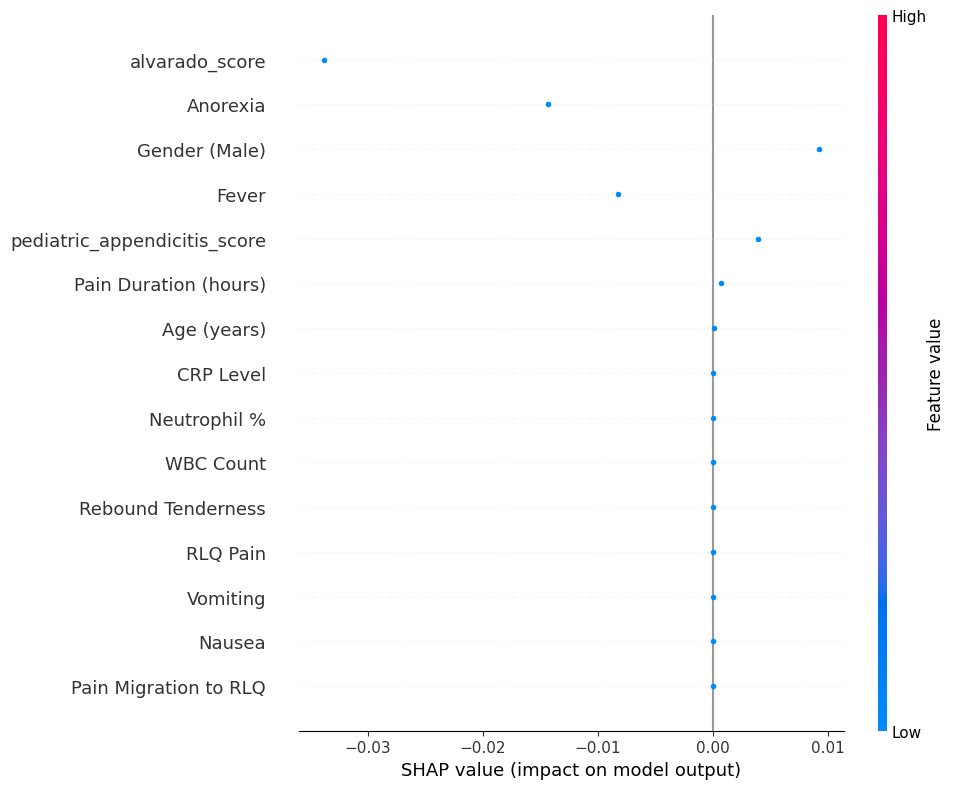 High
alvarado_score
Anorexia
Gender (Male)
Fever
pediatric_appendicitis_score
Pain Duration (hours)
Age (years)
CRP Level
Neutrophil %
WBC Count
Rebound Tenderness
RLQ Pain
Vomiting
Nausea
Pain Migration to RLQ
Feature value
Low
−0.03 −0.02 −0.01 0.00 0.01
SHAP value (impact on model output)